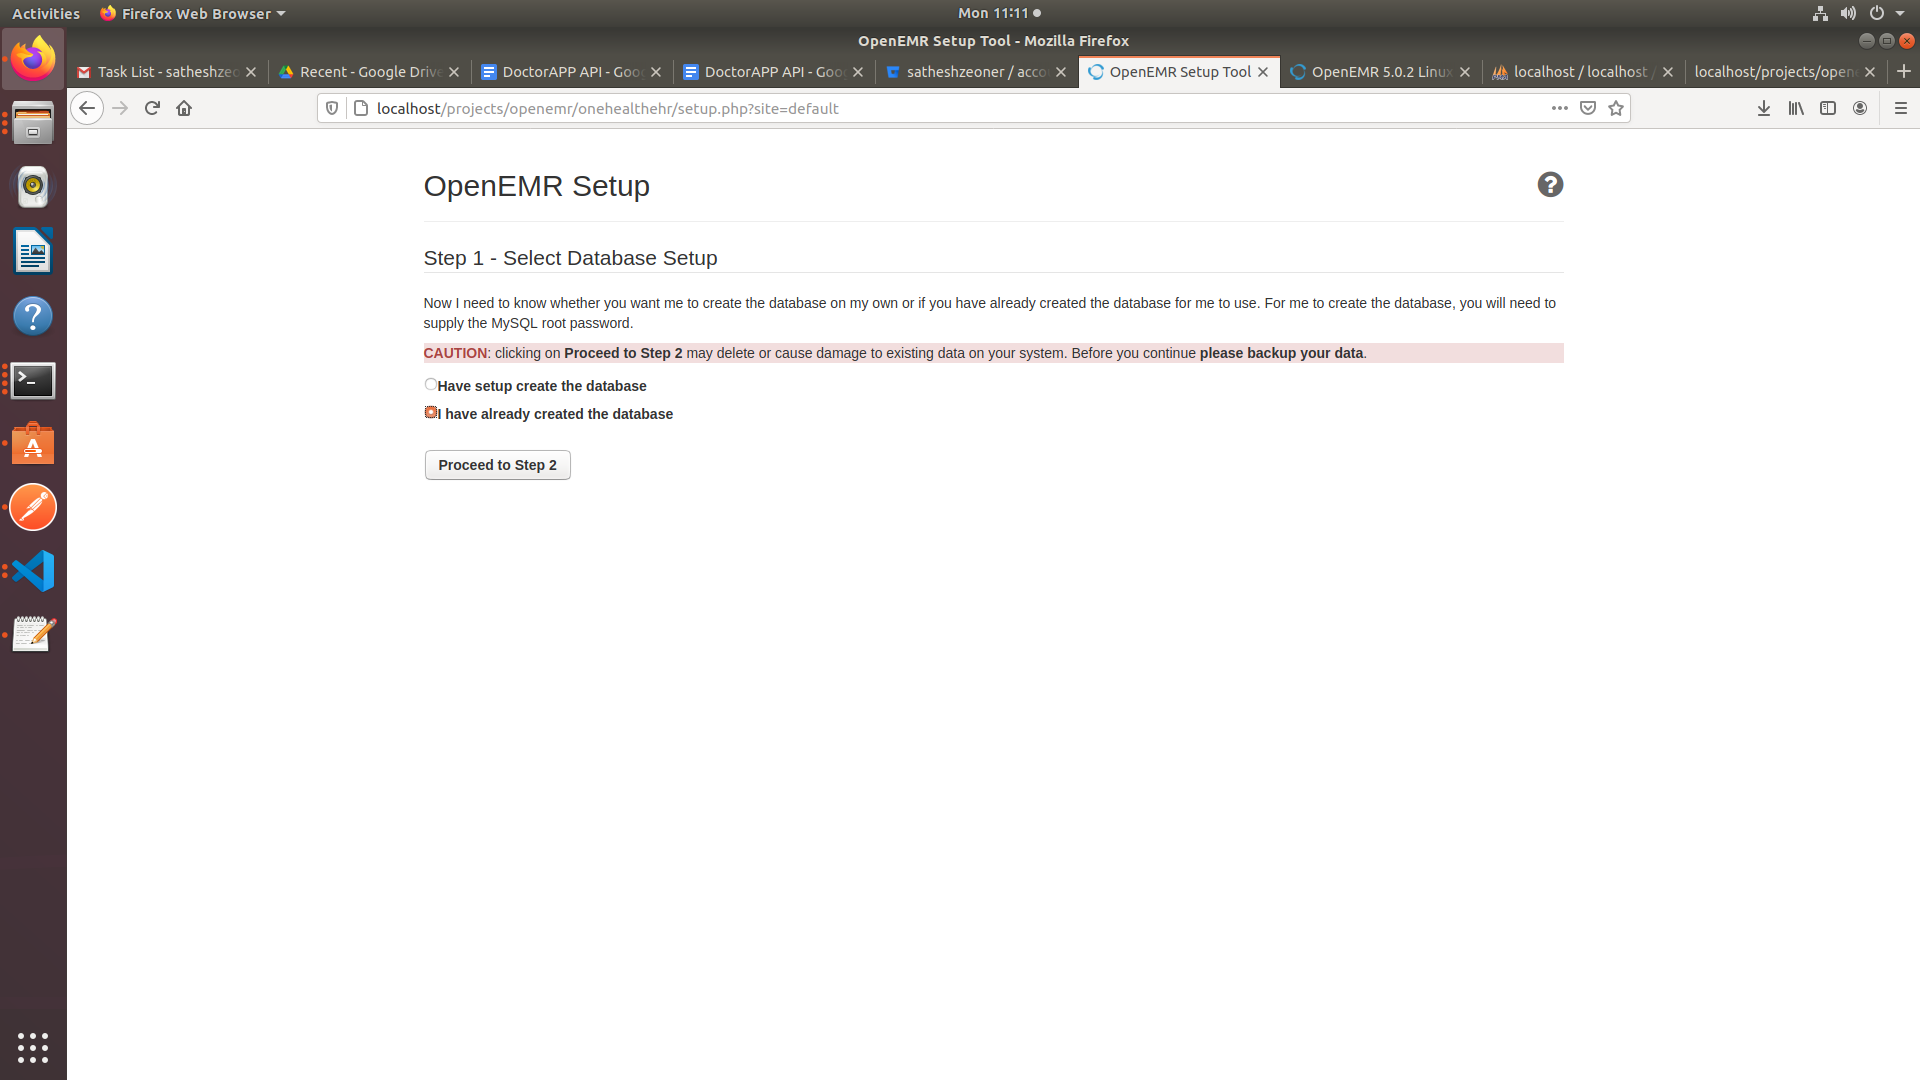 Activities
Firefox Web Browser
Mon 11:11
OpenEMR Setup Tool - Mozilla Firefox
Task List - satheshzeo
Recent - Google Drive
DoctorAPP API - Goo
DoctorAPP API - Goo
satheshzeoner / acco
OpenEMR Setup Tool
OpenEMR 5.0.2 Linux
localhost / localhost /
localhost/projects/opene
localhost/projects/openemr/onehealthehr/setup.php?site=default
OpenEMR Setup
Step 1 - Select Database Setup
Now I need to know whether you want me to create the database on my own or if you have already created the database for me to use. For me to create the database, you will need to
supply the MySQL root password.
CAUTION: clicking on Proceed to Step 2 may delete or cause damage to existing data on your system. Before you continue please backup your data.
Have setup create the database
I have already created the database
Proceed to Step 2